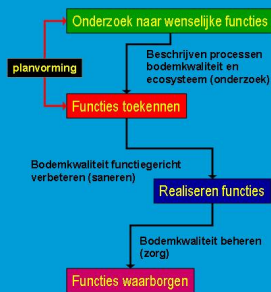 Onderzoek naar wenselijke functies
Beschrijven processen
bodemkwaliteit en
ecosysteem (onderzoek)
planvorming
Functies toekennen
Bodemkwaliteit functiegericht
verbeteren (saneren)
Realiseren functies
Bodemkwaliteit beheren
(zorg)
Functies waarborgen